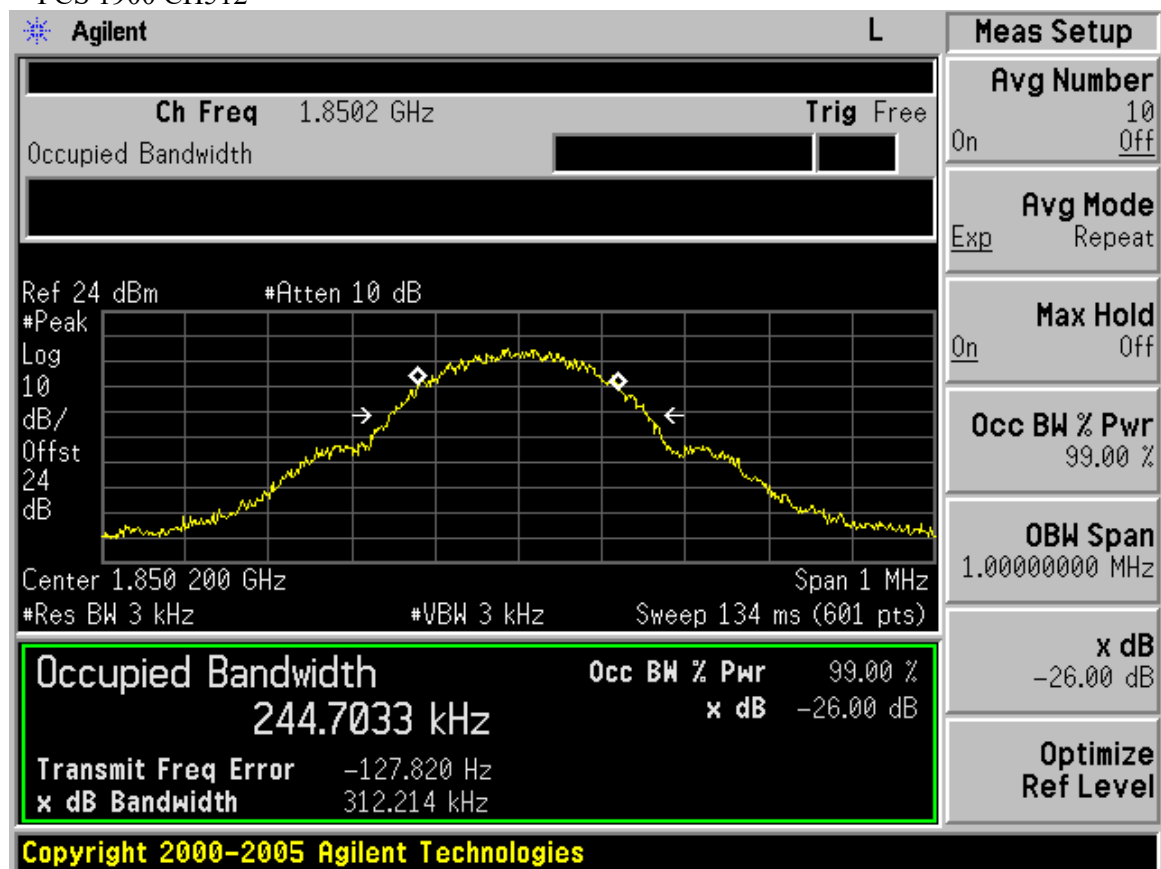 PCS 1900 CH512
Agilent L
Meas Setup
Ch Freq 1.8502 GHz Trig Free
Occupied Bandwidth
Ref 24 dBm #Atten 10 dB
#Peak
Log
10
dB/
Offst
24
dB
Center 1.850 200 GHz Span 1 MHz
#Res BW 3 kHz #VBW 3 kHz Sweep 134 ms (601 pts)
Occupied Bandwidth
244.7033 kHz
Occ BW % Pwr 99.00 %
x dB -26.00 dB
Transmit Freq Error -127.820 Hz
x dB Bandwidth 312.214 kHz
Avg Number
10
On Off
Avg Mode
Exp Repeat
Max Hold
On Off
Occ BW % Pwr
99.00 %
OBW Span
1.00000000 MHz
x dB
-26.00 dB
Optimize
Ref Level
Copyright 2000-2005 Agilent Technologies